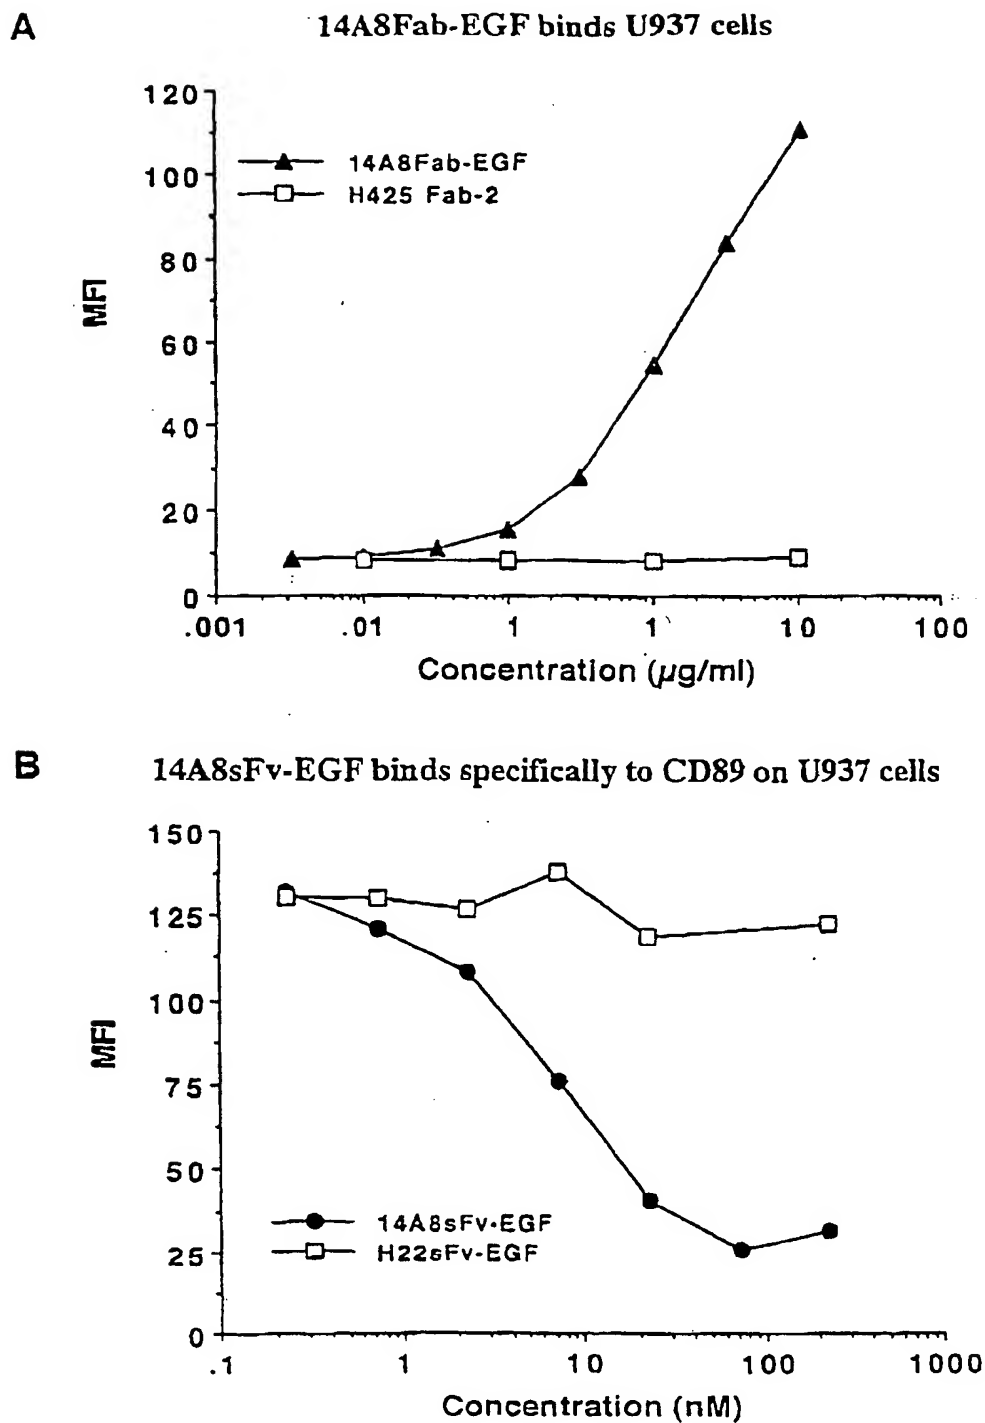 A
14A8Fab-EGF binds U937 cells
120
100
80
60
40
20
0
MFI
14A8Fab-EGF
H425 Fab-2
.001 .01 1 1 10 100
Concentration (µg/ml)
B
14A8sFv-EGF binds specifically to CD89 on U937 cells
150
125
100
75
50
25
0
MFI
14A8sFv-EGF
H22sFv-EGF
.1 1 10 100 1000
Concentration (nM)